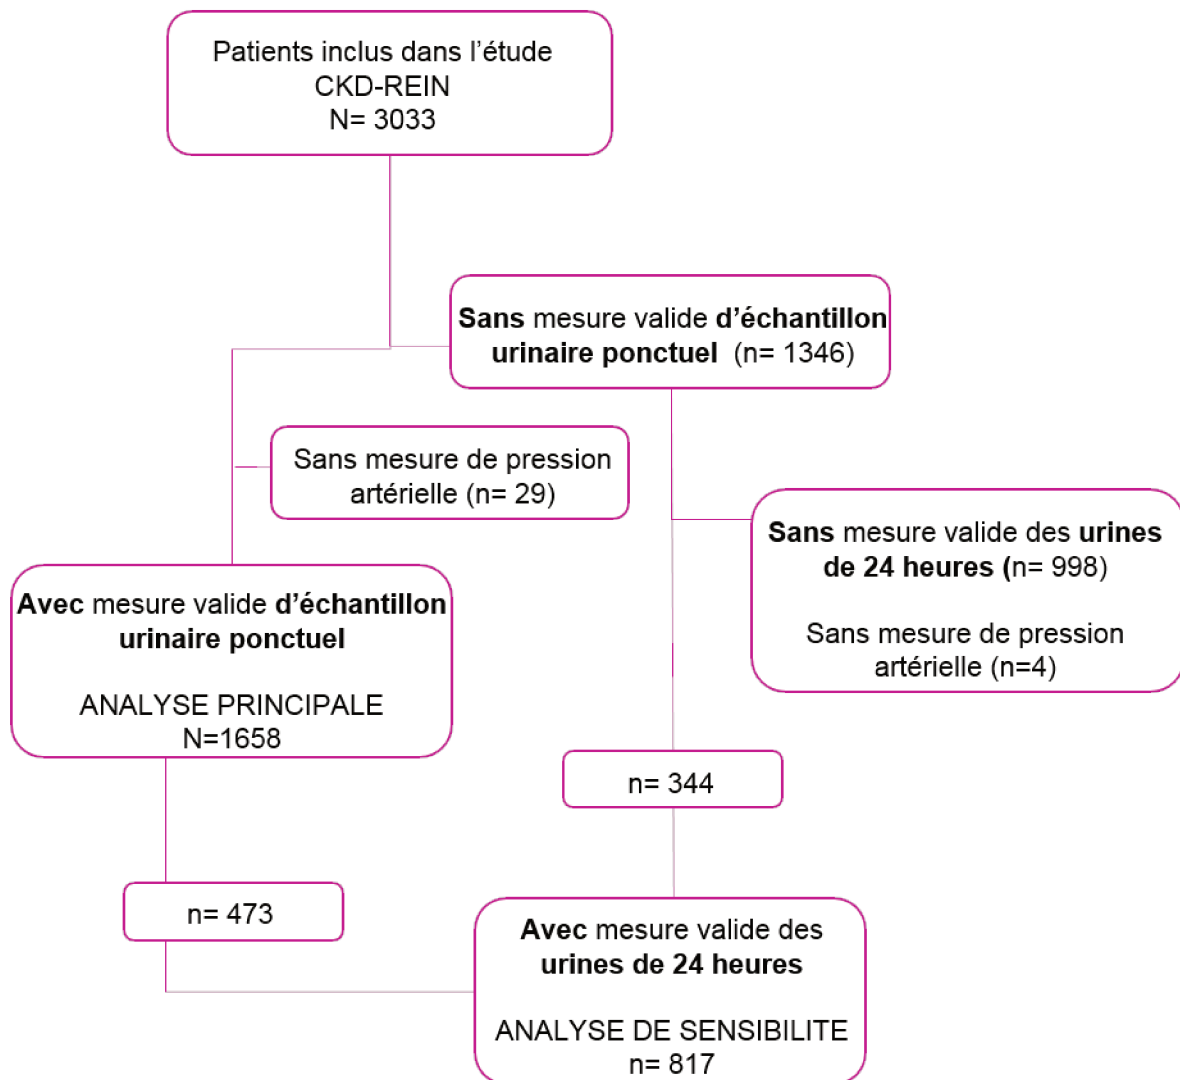 Patients inclus dans l’étude
CKD-REIN
N= 3033
Sans mesure valide d’échantillon
urinaire ponctuel (n= 1346)
Sans mesure de pression
artérielle (n= 29)
Sans mesure valide des urines
de 24 heures (n= 998)
Sans mesure de pression
artérielle (n=4)
Avec mesure valide d’échantillon
urinaire ponctuel
ANALYSE PRINCIPALE
N=1658
n= 344
n= 473
Avec mesure valide des
urines de 24 heures
ANALYSE DE SENSIBILITE
n= 817